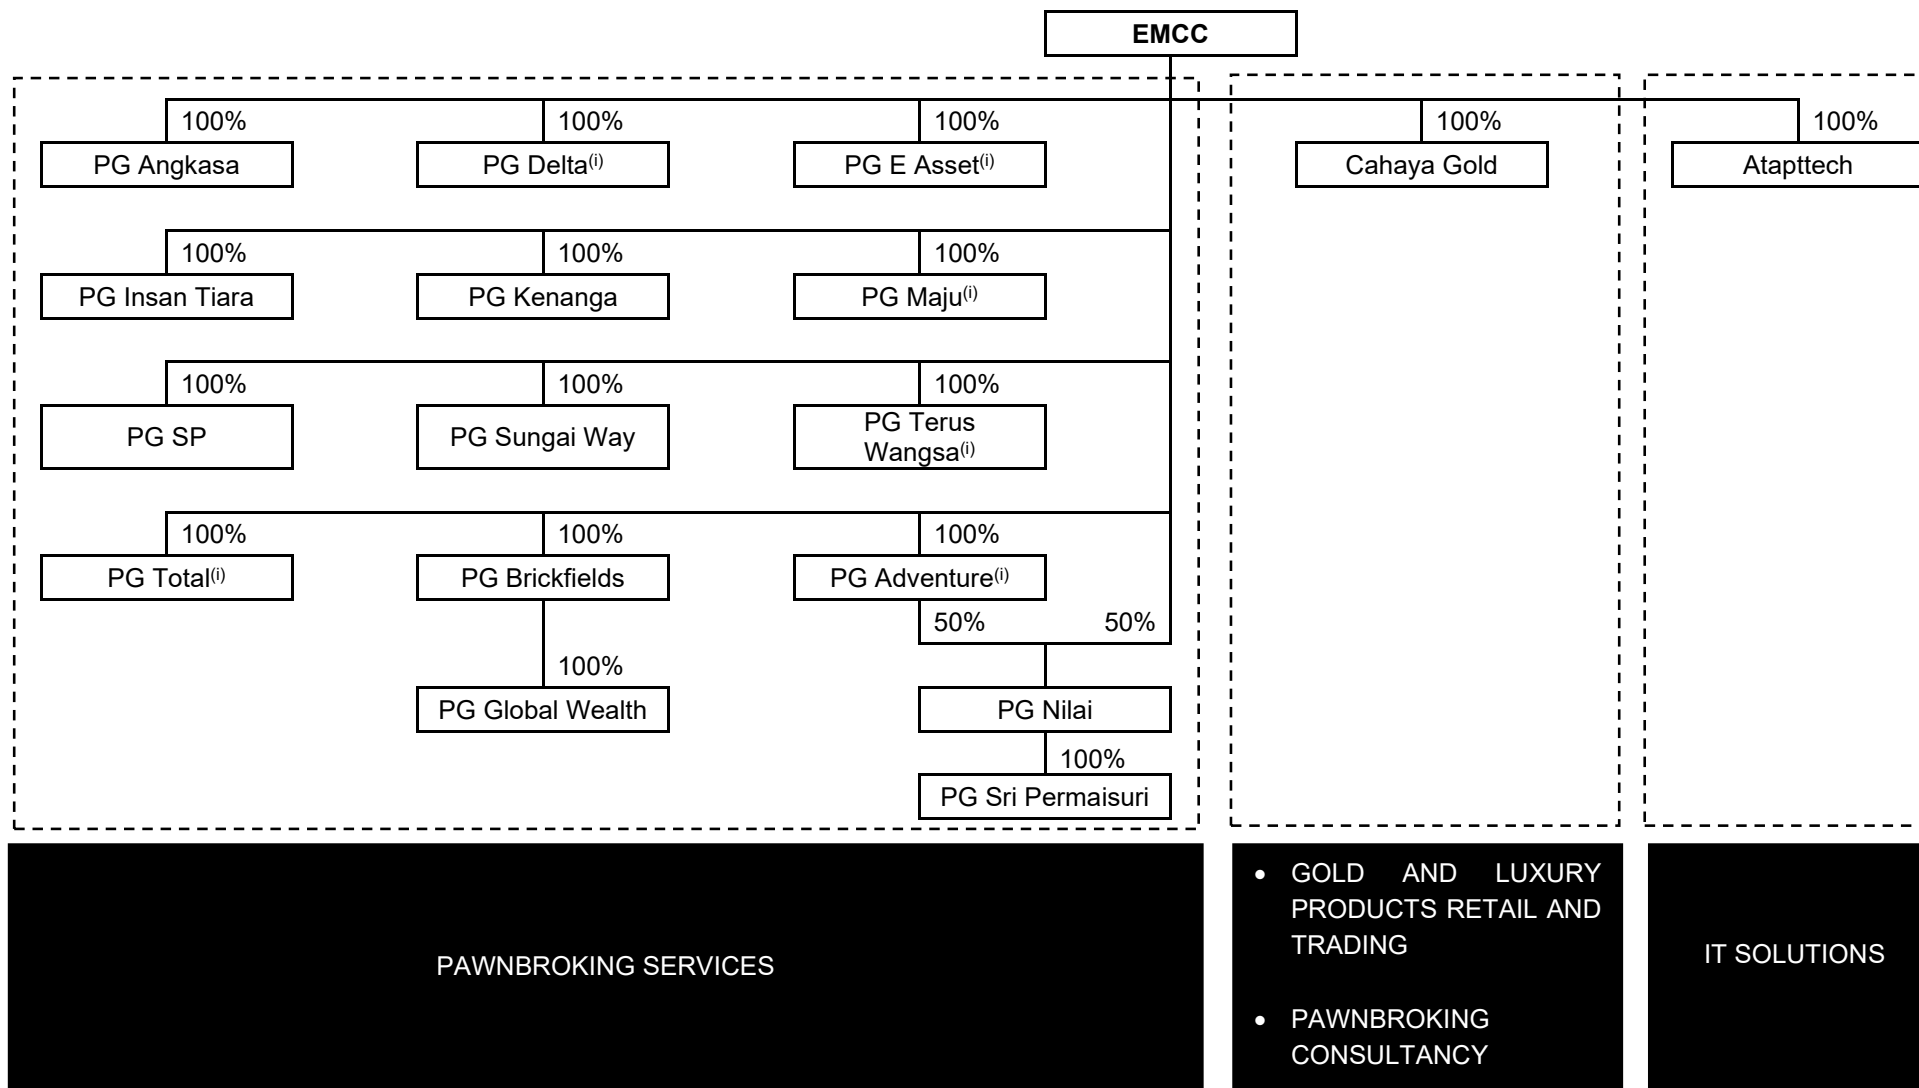 EMCC
100%
100%
100%
100%
100%
PG Angkasa
PG Delta(i)
PG E Asset(i)
Cahaya Gold
Atapttech
100%
100%
100%
PG Insan Tiara
PG Kenanga
PG Maju(i)
100%
100%
100%
PG SP
PG Sungai Way
PG Terus
Wangsa(i)
100%
100%
100%
PG Total(i)
PG Brickfields
PG Adventure(i)
50%
50%
100%
PG Global Wealth
PG Nilai
100%
PG Sri Permaisuri
PAWNBROKING SERVICES
• GOLD AND LUXURY
PRODUCTS RETAIL AND
TRADING
• PAWNBROKING
CONSULTANCY
IT SOLUTIONS